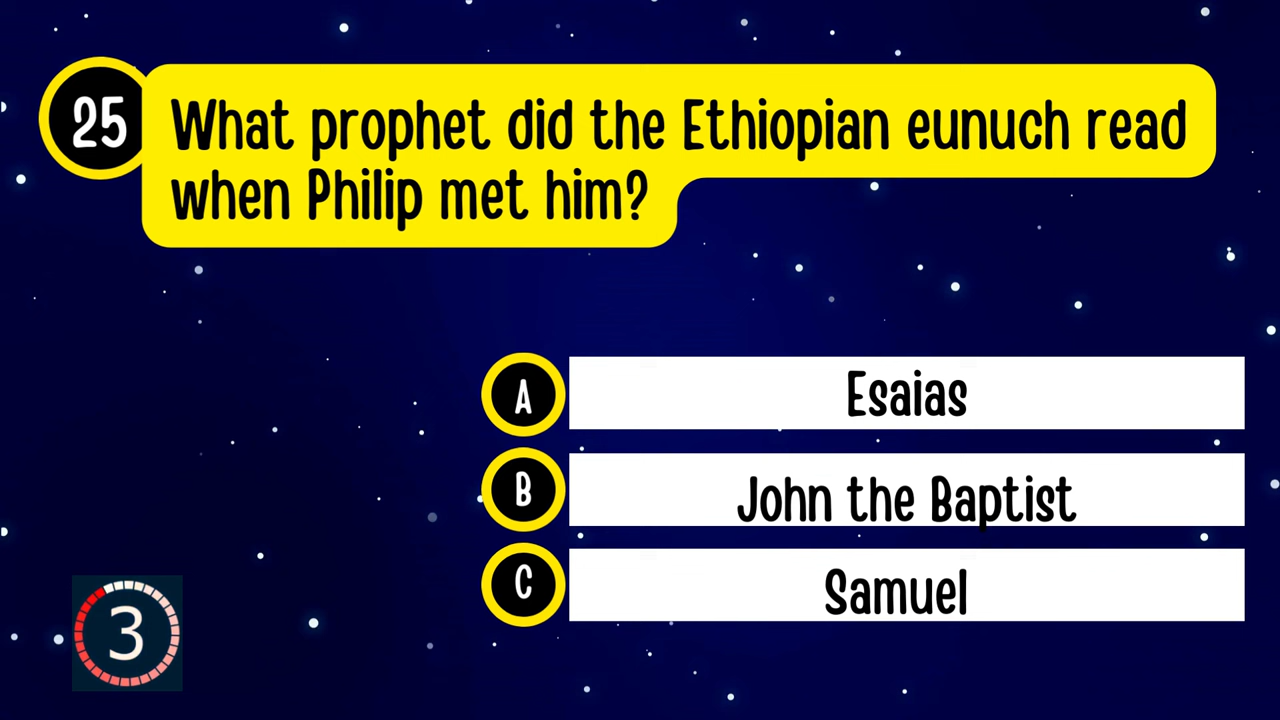 25
What prophet did the Ethiopian eunuch read
when Philip met him?
A
Esaias
B
John the Baptist
C
Samuel
3